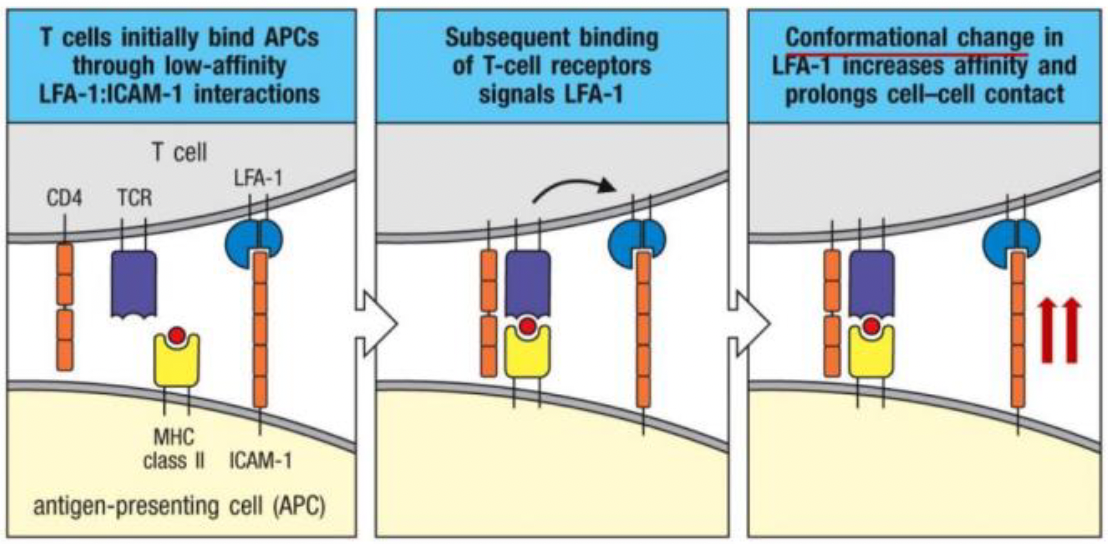 T cells initially bind APCs
through low-affinity
LFA-1:ICAM-1 interactions
T cell
LFA-1
CD4
TCR
MHC
class II
ICAM-1
antigen-presenting cell (APC)
Subsequent binding
of T-cell receptors
signals LFA-1
Conformational change in
LFA-1 increases affinity and
prolongs cell–cell contact